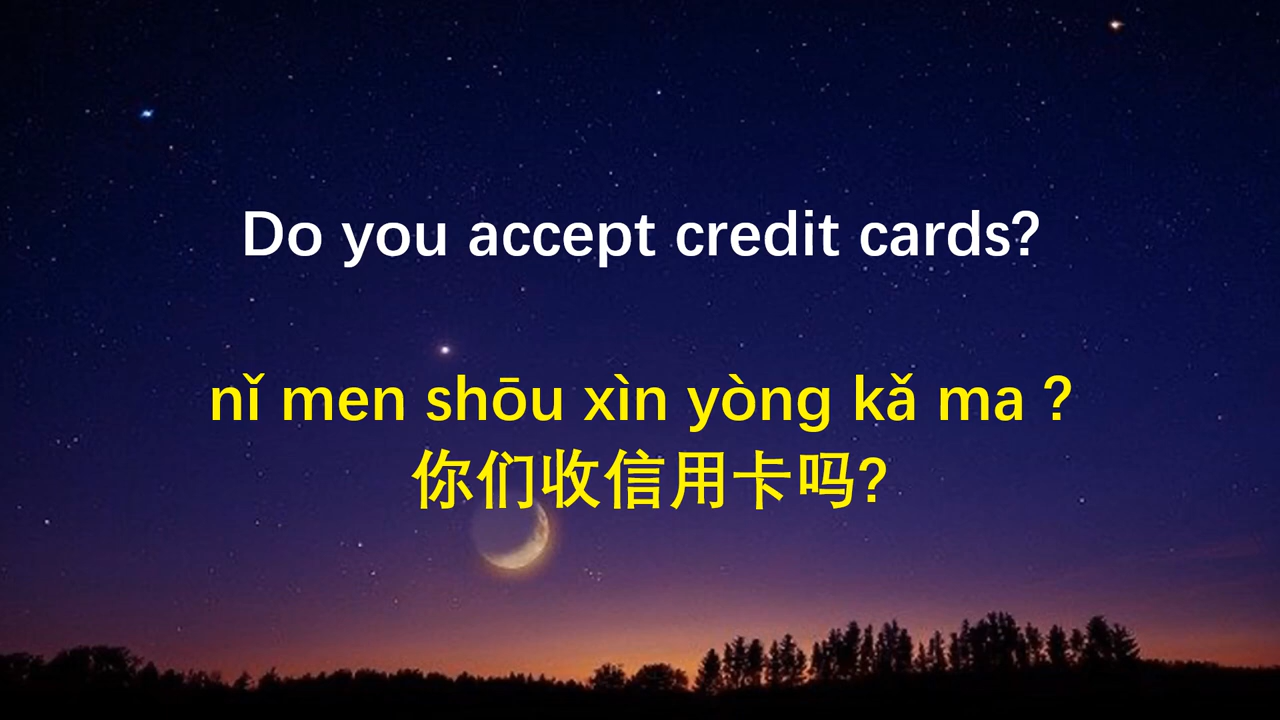 Do you accept credit cards?
nǐ men shōu xìn yòng kǎ ma ?
你们收信用卡吗?